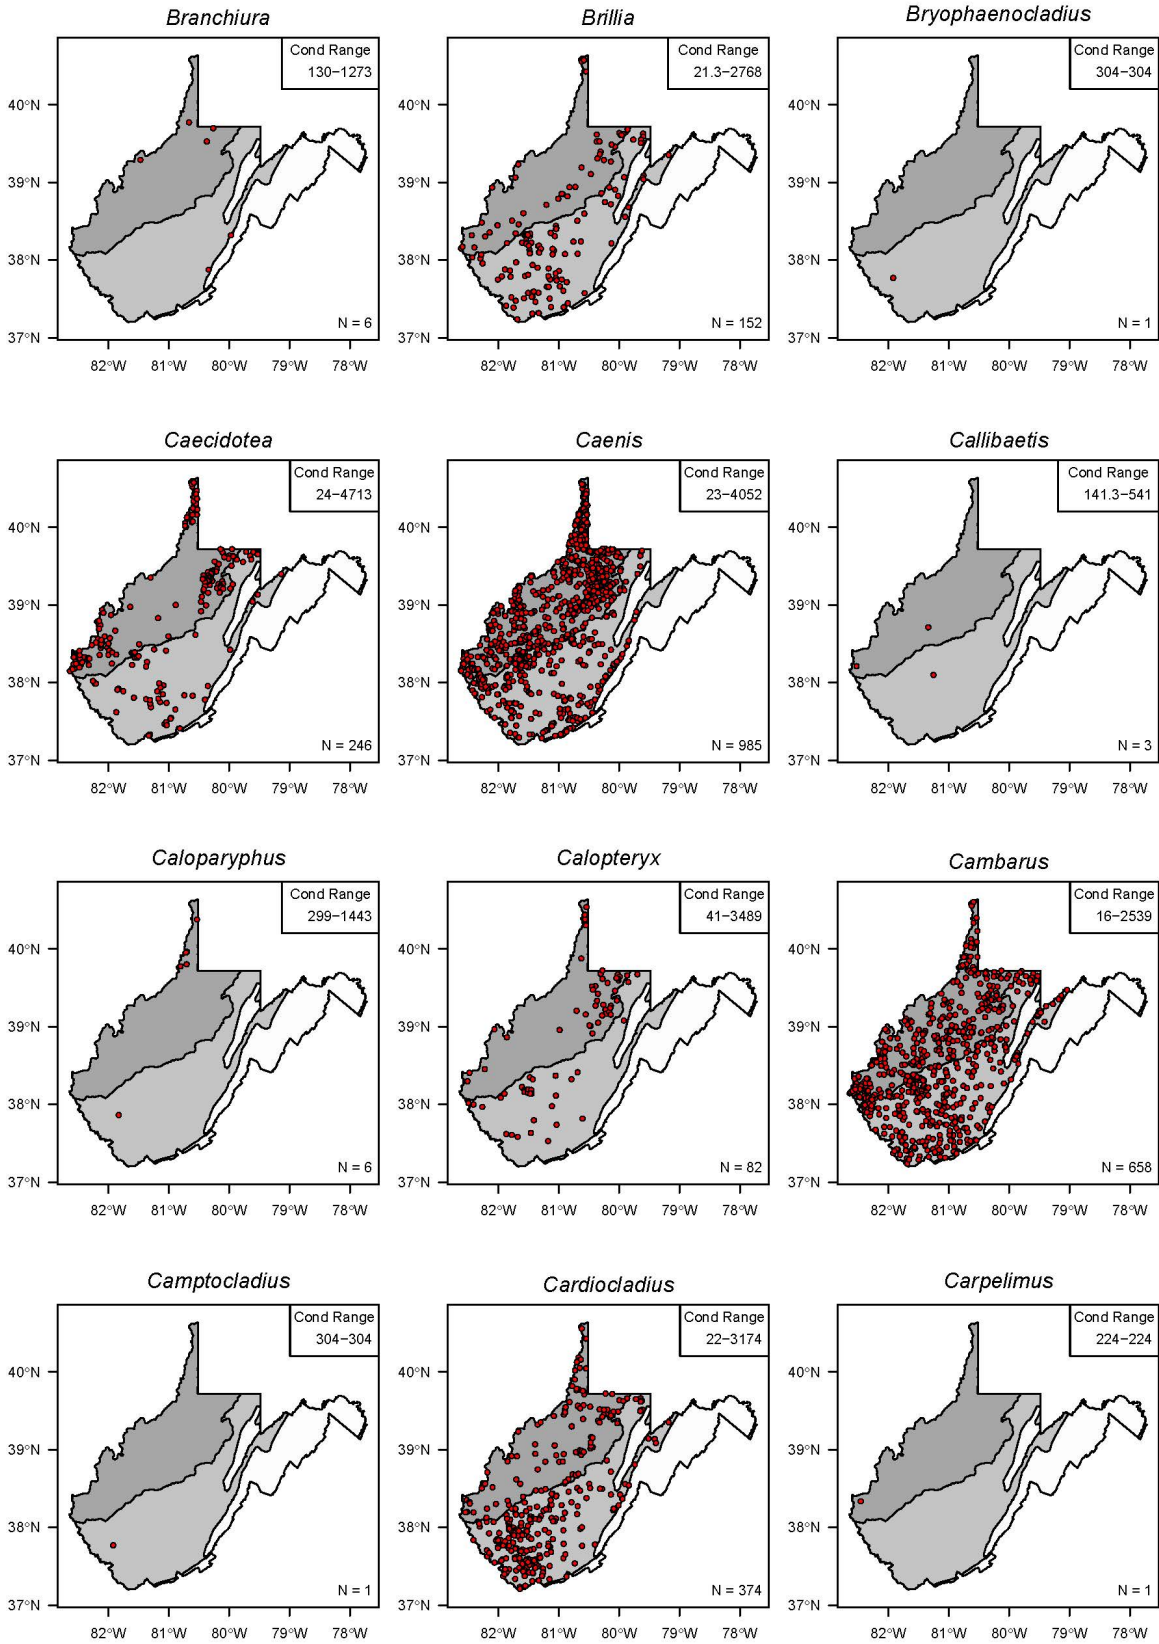 Branchiura
Brillia
Bryophaenocladius
Cond Range
130−1273
40°N
39°N
38°N
37°N
82°W 81°W 80°W 79°W 78°W
N = 6
Cond Range
21.3−2768
40°N
39°N
38°N
37°N
82°W 81°W 80°W 79°W 78°W
N = 152
Cond Range
304−304
40°N
39°N
38°N
37°N
82°W 81°W 80°W 79°W 78°W
N = 1
Caecidotea
Caenis
Callibaetis
Cond Range
24−4713
40°N
39°N
38°N
37°N
82°W 81°W 80°W 79°W 78°W
N = 246
Cond Range
23−4052
40°N
39°N
38°N
37°N
82°W 81°W 80°W 79°W 78°W
N = 985
Cond Range
141.3−541
40°N
39°N
38°N
37°N
82°W 81°W 80°W 79°W 78°W
N = 3
Caloparyphus
Calopteryx
Cambarus
Cond Range
299−1443
40°N
39°N
38°N
37°N
82°W 81°W 80°W 79°W 78°W
N = 6
Cond Range
41−3489
40°N
39°N
38°N
37°N
82°W 81°W 80°W 79°W 78°W
N = 82
Cond Range
16−2539
40°N
39°N
38°N
37°N
82°W 81°W 80°W 79°W 78°W
N = 658
Camptocladius
Cardiocladius
Carpelimus
Cond Range
304−304
40°N
39°N
38°N
37°N
82°W 81°W 80°W 79°W 78°W
N = 1
Cond Range
22−3174
40°N
39°N
38°N
37°N
82°W 81°W 80°W 79°W 78°W
N = 374
Cond Range
224−224
40°N
39°N
38°N
37°N
82°W 81°W 80°W 79°W 78°W
N = 1